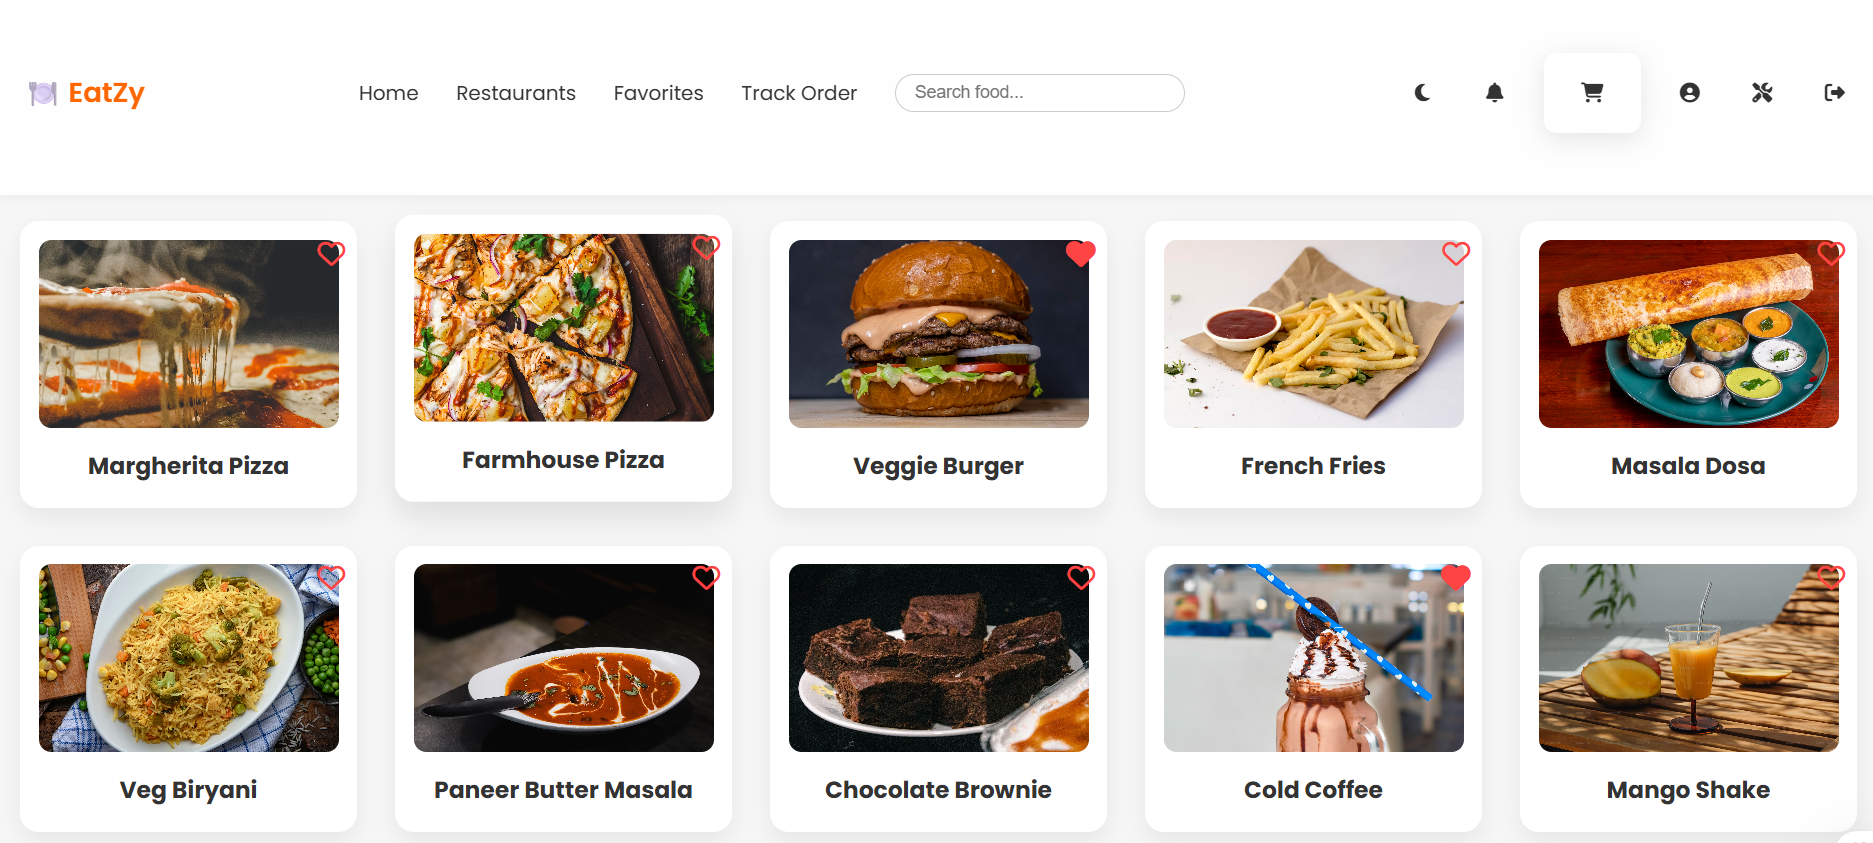 EatZy
Home Restaurants Favorites Track Order Search food...
Margherita Pizza
Farmhouse Pizza
Veggie Burger
French Fries
Masala Dosa
Veg Biryani
Paneer Butter Masala
Chocolate Brownie
Cold Coffee
Mango Shake